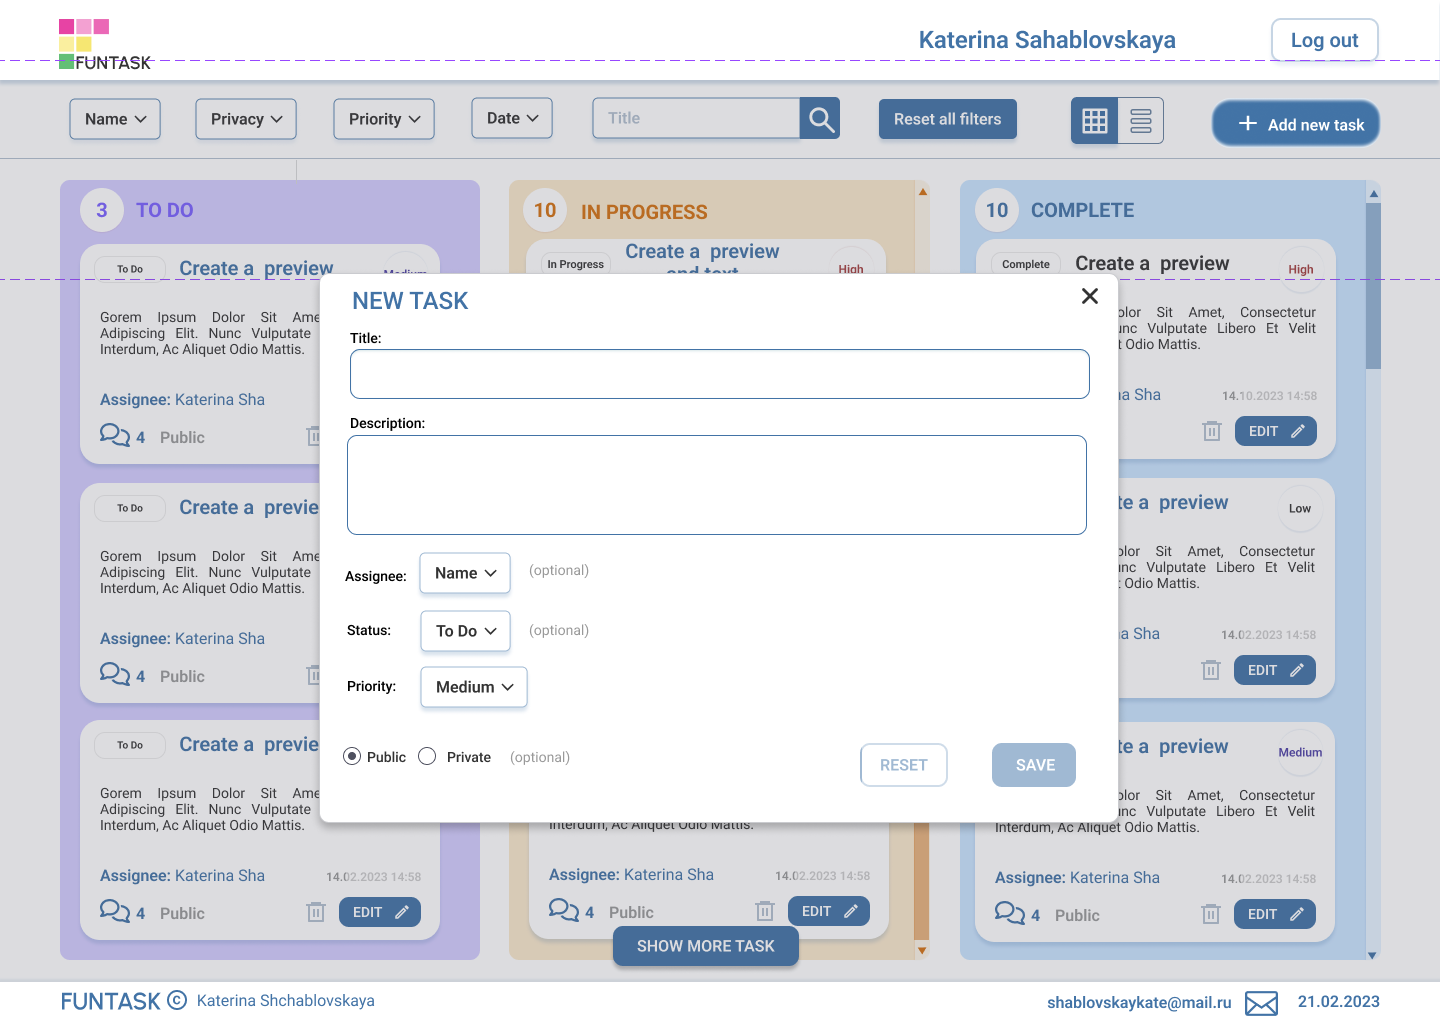 FUNTASK
Katerina Sahablovskaya
Log out
Name
Privacy
Priority
Date
Title
Reset all filters
Add new task
3 TO DO
10 IN PROGRESS
10 COMPLETE
To Do
Create a preview
Medium
In Progress
Create a preview
and text
High
Complete
Create a preview
High
Gorem Ipsum Dolor Sit Ame
Adipiscing Elit. Nunc Vulputate
Interdum, Ac Aliquet Odio Mattis.
Assignee: Katerina Sha
4 Public
olor Sit Amet, Consectetur
unc Vulputate Libero Et Velit
t Odio Mattis.
a Sha
14.10.2023 14:58
EDIT
To Do
Create a previe
Gorem Ipsum Dolor Sit Ame
Adipiscing Elit. Nunc Vulputate
Interdum, Ac Aliquet Odio Mattis.
Assignee: Katerina Sha
4 Public
te a preview
Low
olor Sit Amet, Consectetur
nc Vulputate Libero Et Velit
t Odio Mattis.
a Sha
14.02.2023 14:58
EDIT
To Do
Create a previe
Gorem Ipsum Dolor Sit Ame
Adipiscing Elit. Nunc Vulputate
Interdum, Ac Aliquet Odio Mattis.
Assignee: Katerina Sha
14.02.2023 14:58
4 Public
EDIT
Interdum, Ac Aliquet Odio Mattis.
Assignee: Katerina Sha
14.02.2023 14:58
4 Public
EDIT
te a preview
Medium
olor Sit Amet, Consectetur
unc Vulputate Libero Et Velit
Interdum, Ac Aliquet Odio Mattis.
Assignee: Katerina Sha
14.02.2023 14:58
4 Public
EDIT
NEW TASK
Title:
Description:
Assignee:
Name
(optional)
Status:
To Do
(optional)
Priority:
Medium
Public
Private
(optional)
RESET
SAVE
SHOW MORE TASK
FUNTASK © Katerina Shchablovskaya
shablovskaykate@mail.ru
21.02.2023